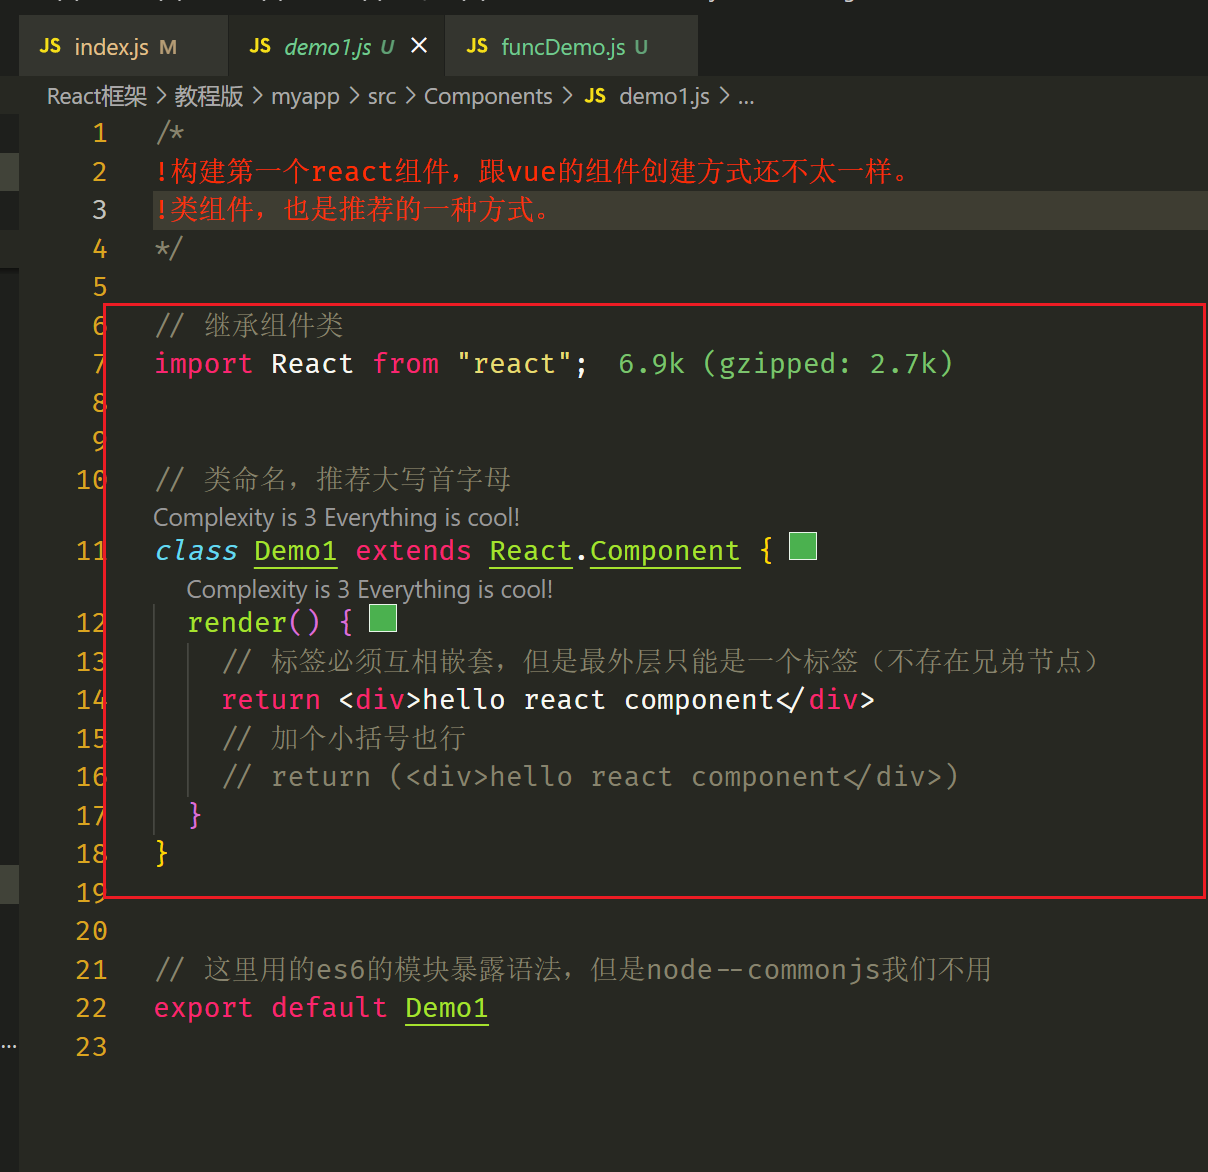 JS index.js M JS demo1.js U × JS funcDemo.js U
React框架 > 教程版 > myapp > src > Components > JS demo1.js > ...
1 /*
2 !构建第一个react组件，跟vue的组件创建方式还不太一样。
3 !类组件，也是推荐的一种方式。
4 */
5
6 // 继承组件类
7 import React from "react"; 6.9k (gzipped: 2.7k)
8
9
10 // 类命名，推荐大写首字母
Complexity is 3 Everything is cool!
11 class Demo1 extends React.Component {
Complexity is 3 Everything is cool!
12 render() {
13 // 标签必须互相嵌套，但是最外层只能是一个标签（不存在兄弟节点）
14 return <div>hello react component</div>
15 // 加个小括号也行
16 // return (<div>hello react component</div>)
17 }
18 }
19
20
21 // 这里用的es6的模块暴露语法，但是node--commonjs我们不用
22 export default Demo1
23
...